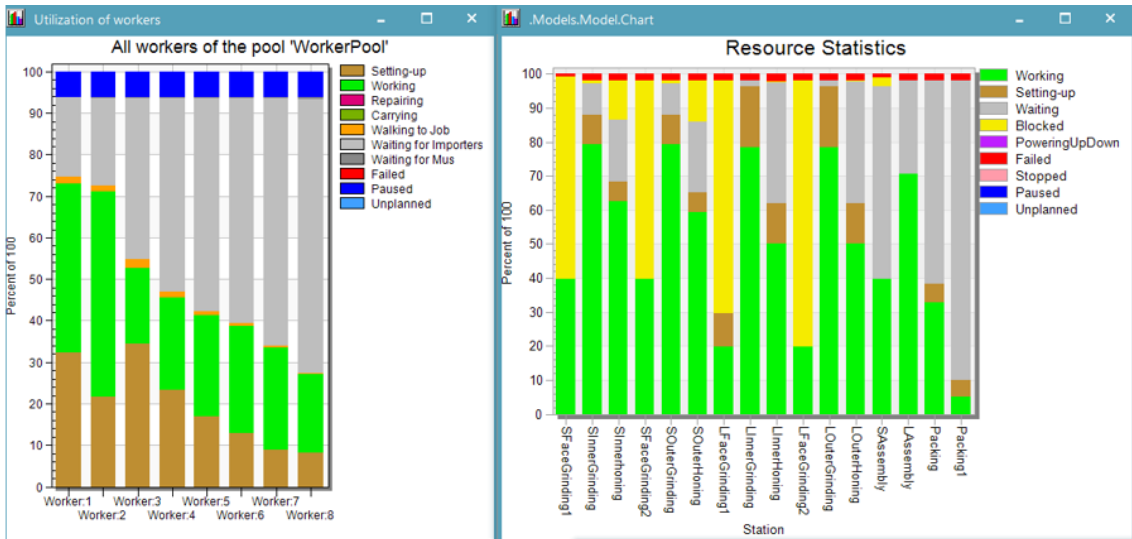 Utilization of workers
All workers of the pool 'WorkerPool'
Percent of 100
100
90
80
70
60
50
40
30
20
10
0
Worker:1
Worker:2
Worker:3
Worker:4
Worker:5
Worker:6
Worker:7
Worker:8
Setting-up
Working
Repairing
Carrying
Walking to Job
Waiting for Importers
Waiting for Mus
Failed
Paused
Unplanned
.Models.Model.Chart
Resource Statistics
Percent of 100
100
90
80
70
60
50
40
30
20
10
0
SFaceGrinding1
SInnerGrinding
SInnerhoning
SFaceGrinding2
SOuterGrinding
SOuterHoning
LFaceGrinding1
LInnerGrinding
LInnerHoning
LFaceGrinding2
LOuterGrinding
LOuterHoning
SAssembly
LAssembly
Packing
Packing1
Station
Working
Setting-up
Waiting
Blocked
PoweringUpDown
Failed
Stopped
Paused
Unplanned